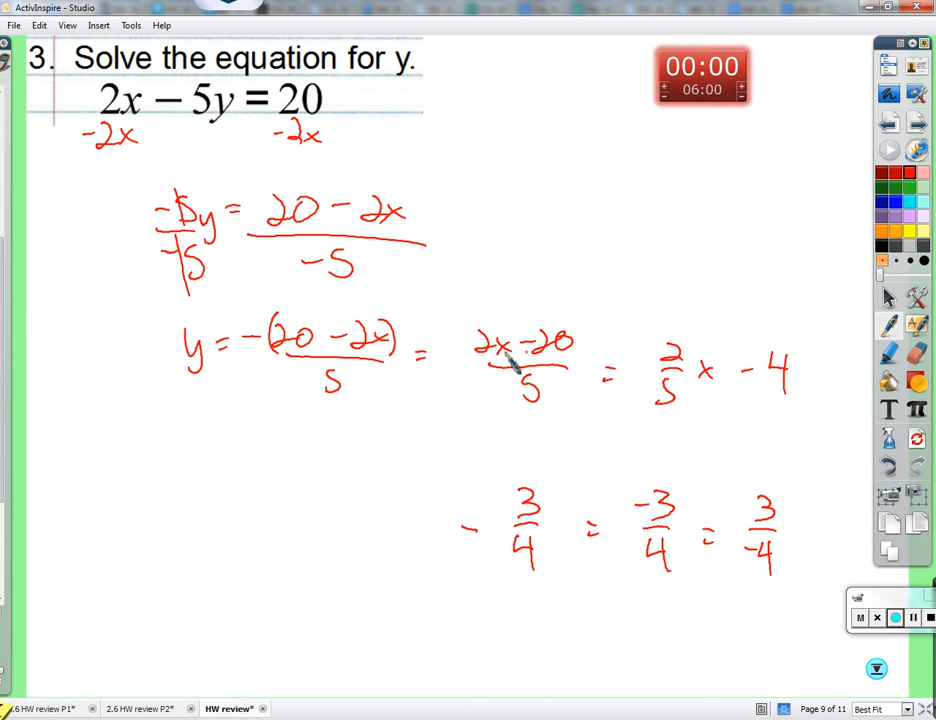 ActivInspire - Studio
File Edit View Insert Tools Help
3. Solve the equation for y.
2x − 5y = 20
-2x -2x
00:00
06:00
-5y = 20 - 2x
-5 -5
y = -(20 - 2x) = 2x - 20 = 2 x - 4
5 5 5
- 3 = -3 = 3
4 4 -4
M
2.6 HW review P1* 2.6 HW review P2* HW review*
Page 9 of 11 Best Fit